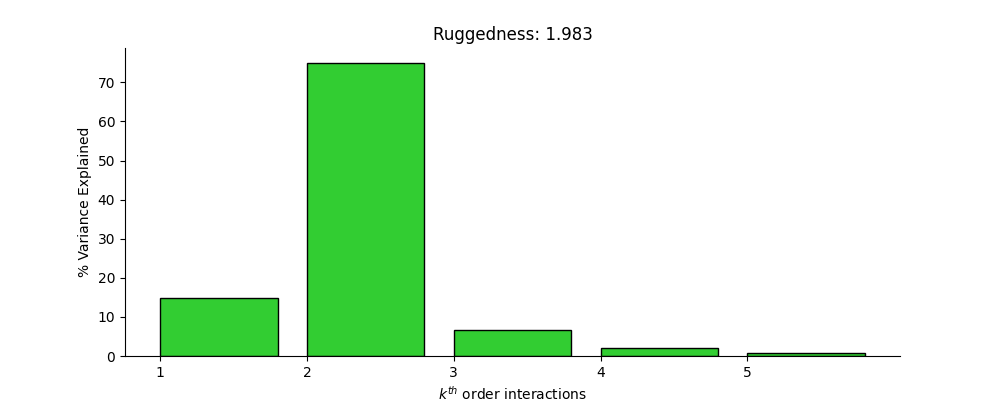 Ruggedness: 1.983
% Variance Explained
70
60
50
40
30
20
10
0
1 2 3 4 5
kᵗʰ order interactions